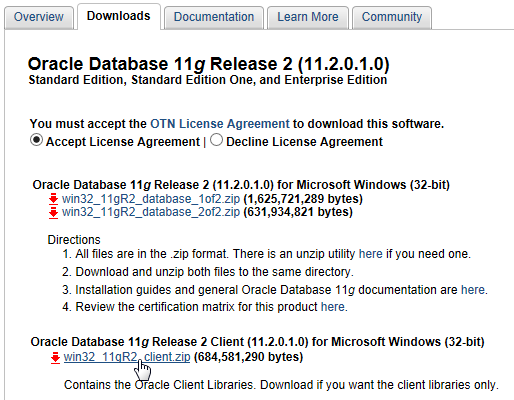 Overview Downloads Documentation Learn More Community
Oracle Database 11g Release 2 (11.2.0.1.0)
Standard Edition, Standard Edition One, and Enterprise Edition
You must accept the OTN License Agreement to download this software.
Accept License Agreement | Decline License Agreement
Oracle Database 11g Release 2 (11.2.0.1.0) for Microsoft Windows (32-bit)
win32_11gR2_database_1of2.zip (1,625,721,289 bytes)
win32_11gR2_database_2of2.zip (631,934,821 bytes)
Directions
1. All files are in the .zip format. There is an unzip utility here if you need one.
2. Download and unzip both files to the same directory.
3. Installation guides and general Oracle Database 11g documentation are here.
4. Review the certification matrix for this product here.
Oracle Database 11g Release 2 Client (11.2.0.1.0) for Microsoft Windows (32-bit)
win32_11gR2_client.zip (684,581,290 bytes)
Contains the Oracle Client Libraries. Download if you want the client libraries only.